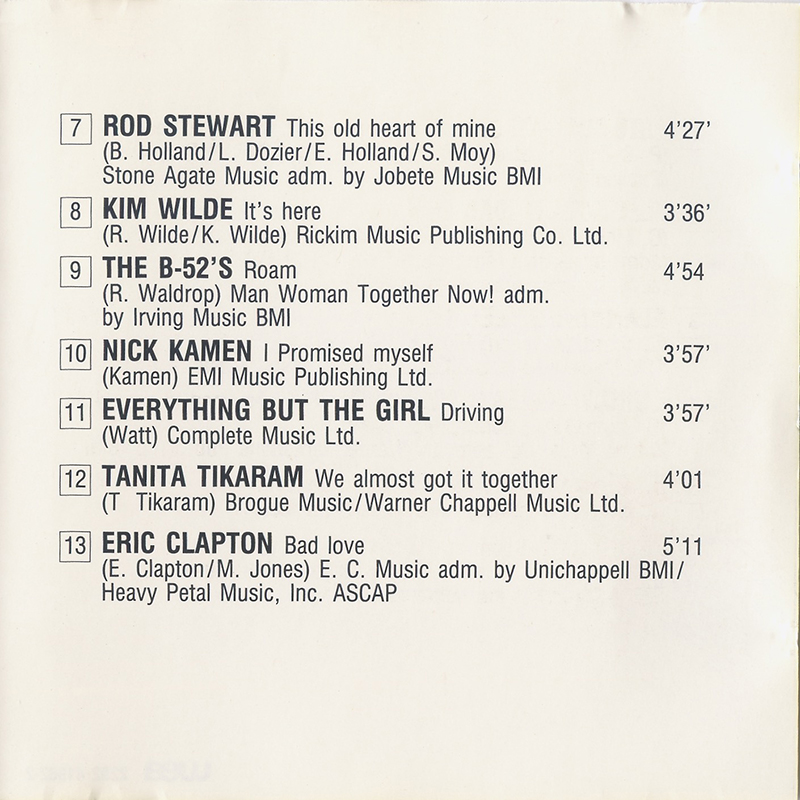 7 ROD STEWART This old heart of mine 4'27'
(B. Holland/L. Dozier/E. Holland/S. Moy)
Stone Agate Music adm. by Jobete Music BMI
8 KIM WILDE It's here 3'36'
(R. Wilde/K. Wilde) Rickim Music Publishing Co. Ltd.
9 THE B-52'S Roam 4'54
(R. Waldrop) Man Woman Together Now! adm.
by Irving Music BMI
10 NICK KAMEN I Promised myself 3'57'
(Kamen) EMI Music Publishing Ltd.
11 EVERYTHING BUT THE GIRL Driving 3'57'
(Watt) Complete Music Ltd.
12 TANITA TIKARAM We almost got it together 4'01
(T Tikaram) Brogue Music/Warner Chappell Music Ltd.
13 ERIC CLAPTON Bad love 5'11
(E. Clapton/M. Jones) E. C. Music adm. by Unichappell BMI/
Heavy Petal Music, Inc. ASCAP